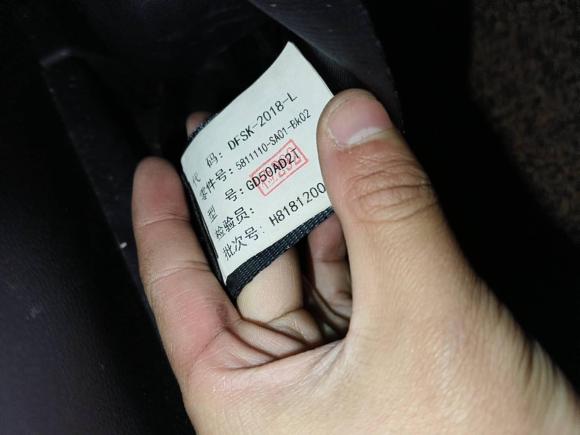 代 码: DFSK-2018-L
零件号: 5811110-SA01-BK02
型 号: GD50AD2T
检验员:
批次号: H8181200